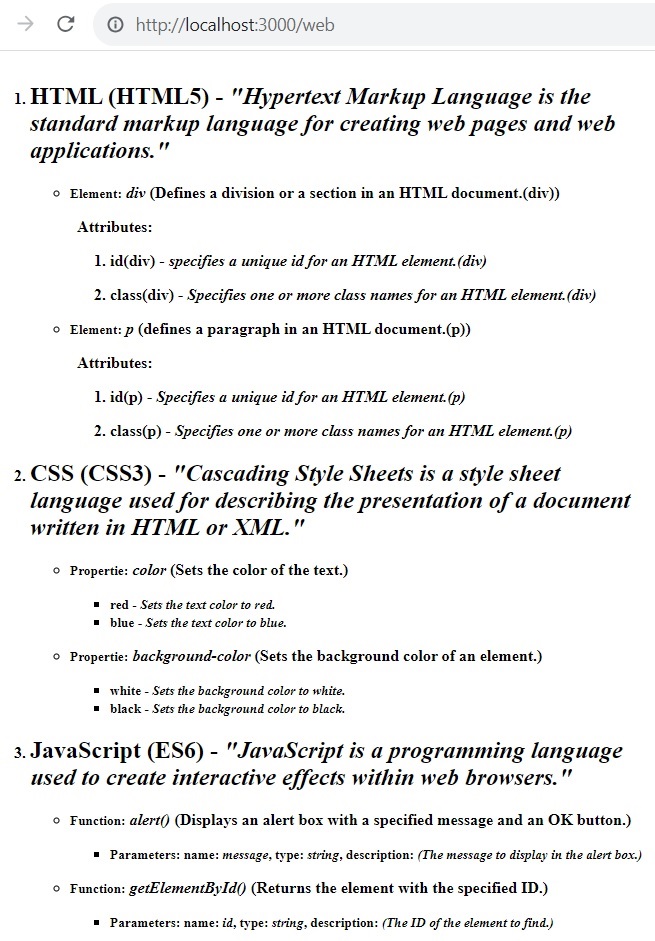 http://localhost:3000/web
1. HTML (HTML5) - "Hypertext Markup Language is the
standard markup language for creating web pages and web
applications."
Element: div (Defines a division or a section in an HTML document.(div))
Attributes:
1. id(div) - specifies a unique id for an HTML element.(div)
2. class(div) - Specifies one or more class names for an HTML element.(div)
Element: p (defines a paragraph in an HTML document.(p))
Attributes:
1. id(p) - Specifies a unique id for an HTML element.(p)
2. class(p) - Specifies one or more class names for an HTML element.(p)
2. CSS (CSS3) - "Cascading Style Sheets is a style sheet
language used for describing the presentation of a document
written in HTML or XML."
Propertie: color (Sets the color of the text.)
red - Sets the text color to red.
blue - Sets the text color to blue.
Propertie: background-color (Sets the background color of an element.)
white - Sets the background color to white.
black - Sets the background color to black.
3. JavaScript (ES6) - "JavaScript is a programming language
used to create interactive effects within web browsers."
Function: alert() (Displays an alert box with a specified message and an OK button.)
Parameters: name: message, type: string, description: (The message to display in the alert box.)
Function: getElementById() (Returns the element with the specified ID.)
Parameters: name: id, type: string, description: (The ID of the element to find.)